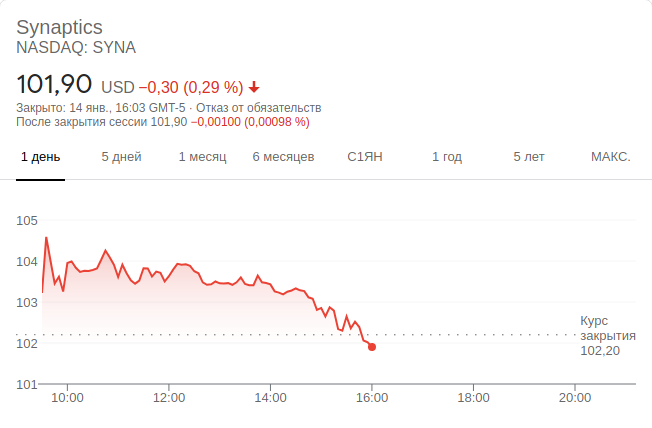 Synaptics
NASDAQ: SYNA
101,90 USD −0,30 (0,29 %)
Закрыто: 14 янв., 16:03 GMT-5 · Отказ от обязательств
После закрытия сессии 101,90 −0,00100 (0,00098 %)
1 день 5 дней 1 месяц 6 месяцев С1ЯН 1 год 5 лет МАКС.
105
104
103
Курс
закрытия
102,20
102
101
10:00 12:00 14:00 16:00 18:00 20:00